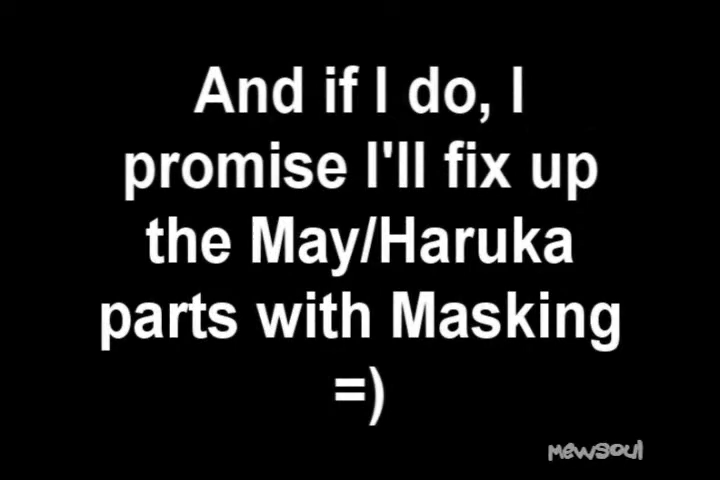 And if I do, I
promise I'll fix up
the May/Haruka
parts with Masking
=)
mewsoul